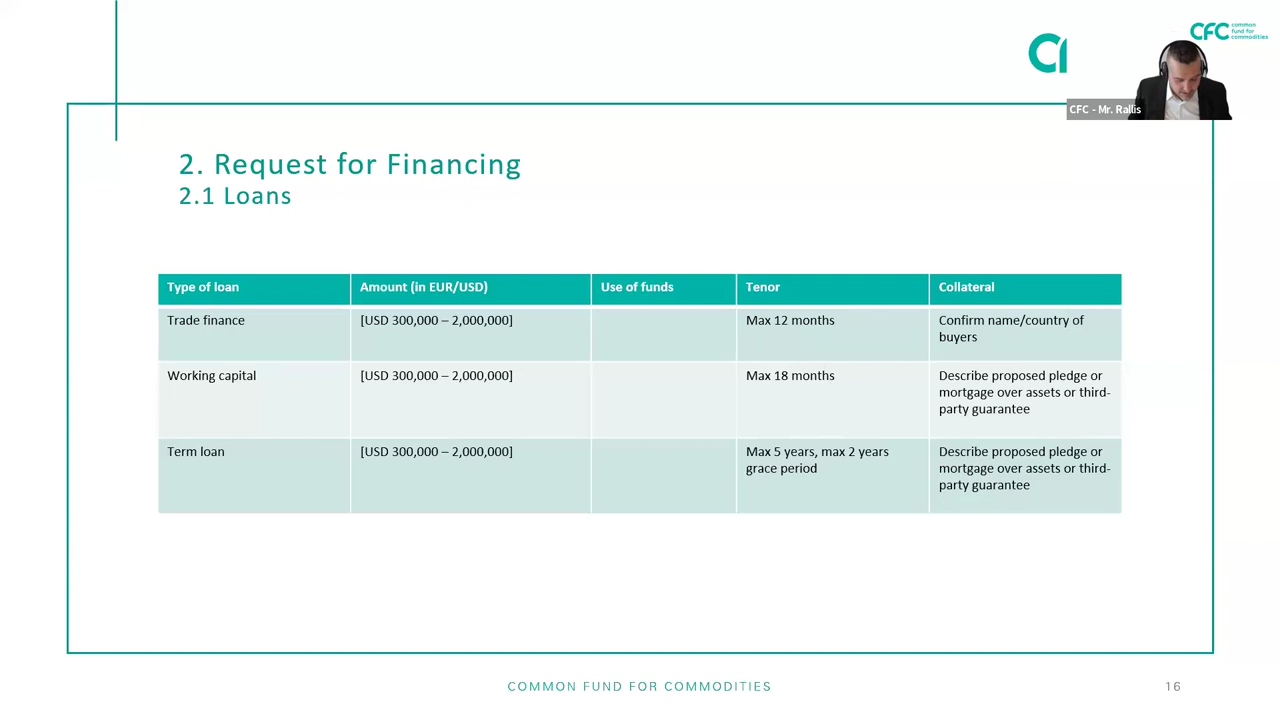 CFC common
fund for
commodities
CFC - Mr. Rallis
2. Request for Financing
2.1 Loans
Type of loan Amount (in EUR/USD) Use of funds Tenor Collateral
Trade finance [USD 300,000 – 2,000,000] Max 12 months Confirm name/country of
buyers
Working capital [USD 300,000 – 2,000,000] Max 18 months Describe proposed pledge or
mortgage over assets or third-
party guarantee
Term loan [USD 300,000 – 2,000,000] Max 5 years, max 2 years Describe proposed pledge or
grace period mortgage over assets or third-
party guarantee
COMMON FUND FOR COMMODITIES 16